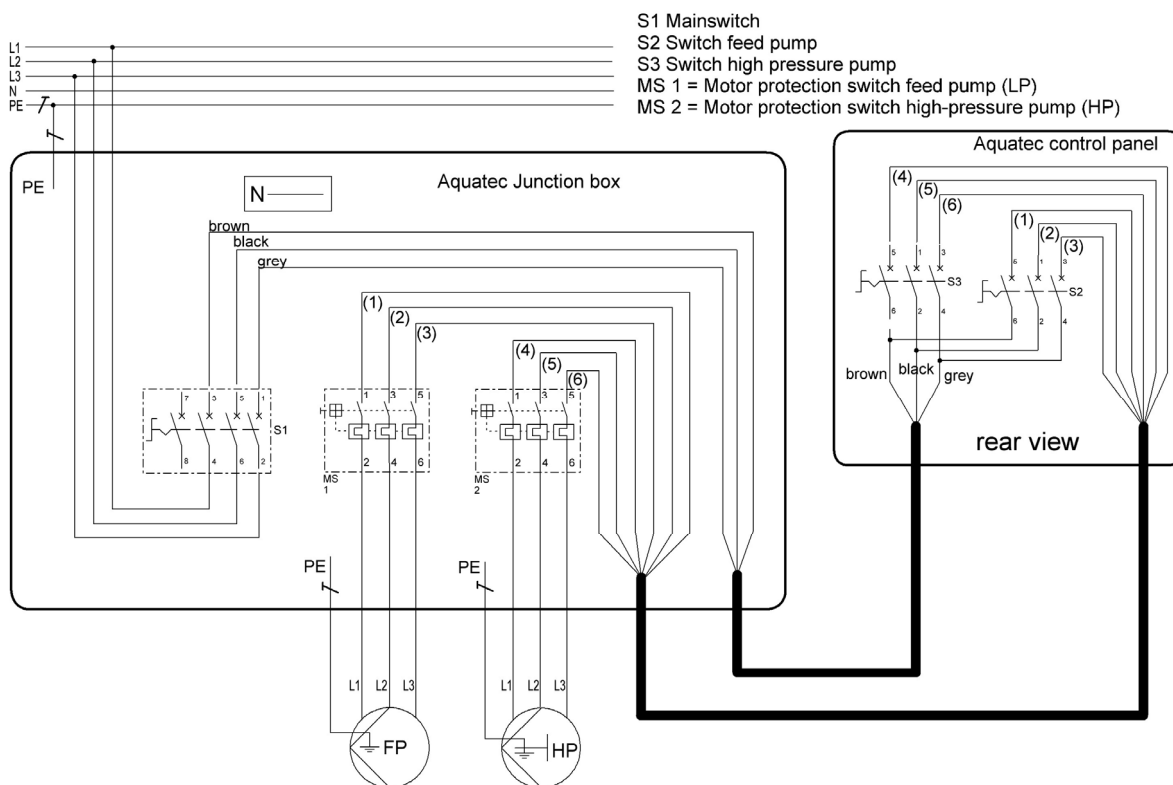 S1 Mainswitch
S2 Switch feed pump
S3 Switch high pressure pump
MS 1 = Motor protection switch feed pump (LP)
MS 2 = Motor protection switch high-pressure pump (HP)
L1
L2
L3
N
PE
PE
N
Aquatec Junction box
brown
black
grey
(1)
(2)
(3)
(4)
(5)
(6)
7 3 5 1
S1
8 4 6 2
1 3 5
2 4 6
MS
1
1 3 5
2 4 6
MS
2
PE
PE
L1 L2 L3
L1 L2 L3
FP
HP
Aquatec control panel
(4)
(5)
(6)
(1)
(2)
(3)
5 1 3
S3
6 2 4
5 1 3
S2
6 2 4
brown black grey
rear view